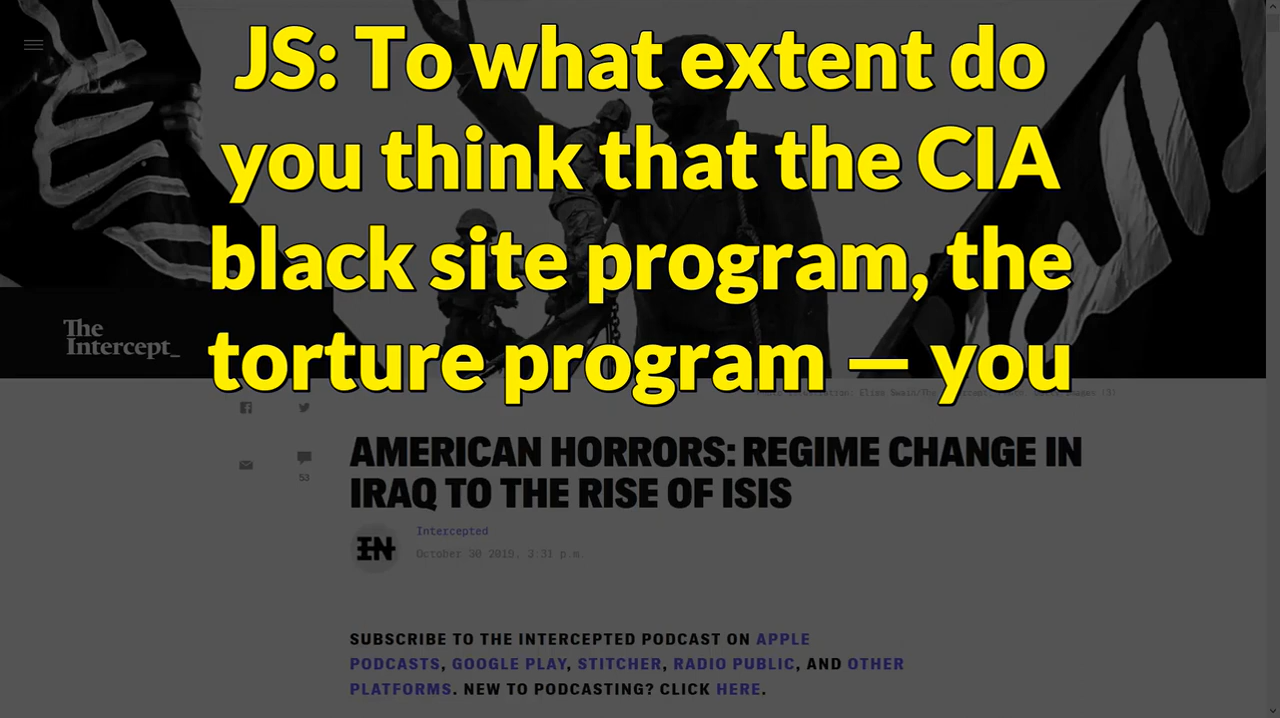 JS: To what extent do
you think that the CIA
black site program, the
torture program — you
The
Intercept_
53
AMERICAN HORRORS: REGIME CHANGE IN
IRAQ TO THE RISE OF ISIS
IN
Intercepted
October 30 2019, 3:31 p.m.
SUBSCRIBE TO THE INTERCEPTED PODCAST ON APPLE
PODCASTS, GOOGLE PLAY, STITCHER, RADIO PUBLIC, AND OTHER
PLATFORMS. NEW TO PODCASTING? CLICK HERE.